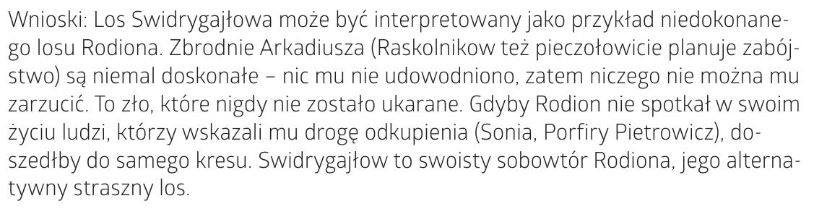 Wnioski: Los Swidrygajłowa może być interpretowany jako przykład niedokonane-
go losu Rodiona. Zbrodnie Arkadiusza (Raskolnikow też pieczołowicie planuje zabój-
stwo) są niemal doskonałe – nic mu nie udowodniono, zatem niczego nie można mu
zarzucić. To zło, które nigdy nie zostało ukarane. Gdyby Rodion nie spotkał w swoim
życiu ludzi, którzy wskazali mu drogę odkupienia (Sonia, Porfiry Pietrowicz), do-
szedłby do samego kresu. Swidrygajłow to swoisty sobowtór Rodiona, jego alterna-
tywny straszny los.